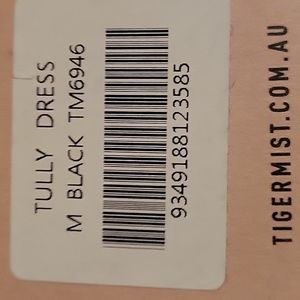 TULLY DRESS
M BLACK TM6946
9349188123585
TIGERMIST.COM.AU